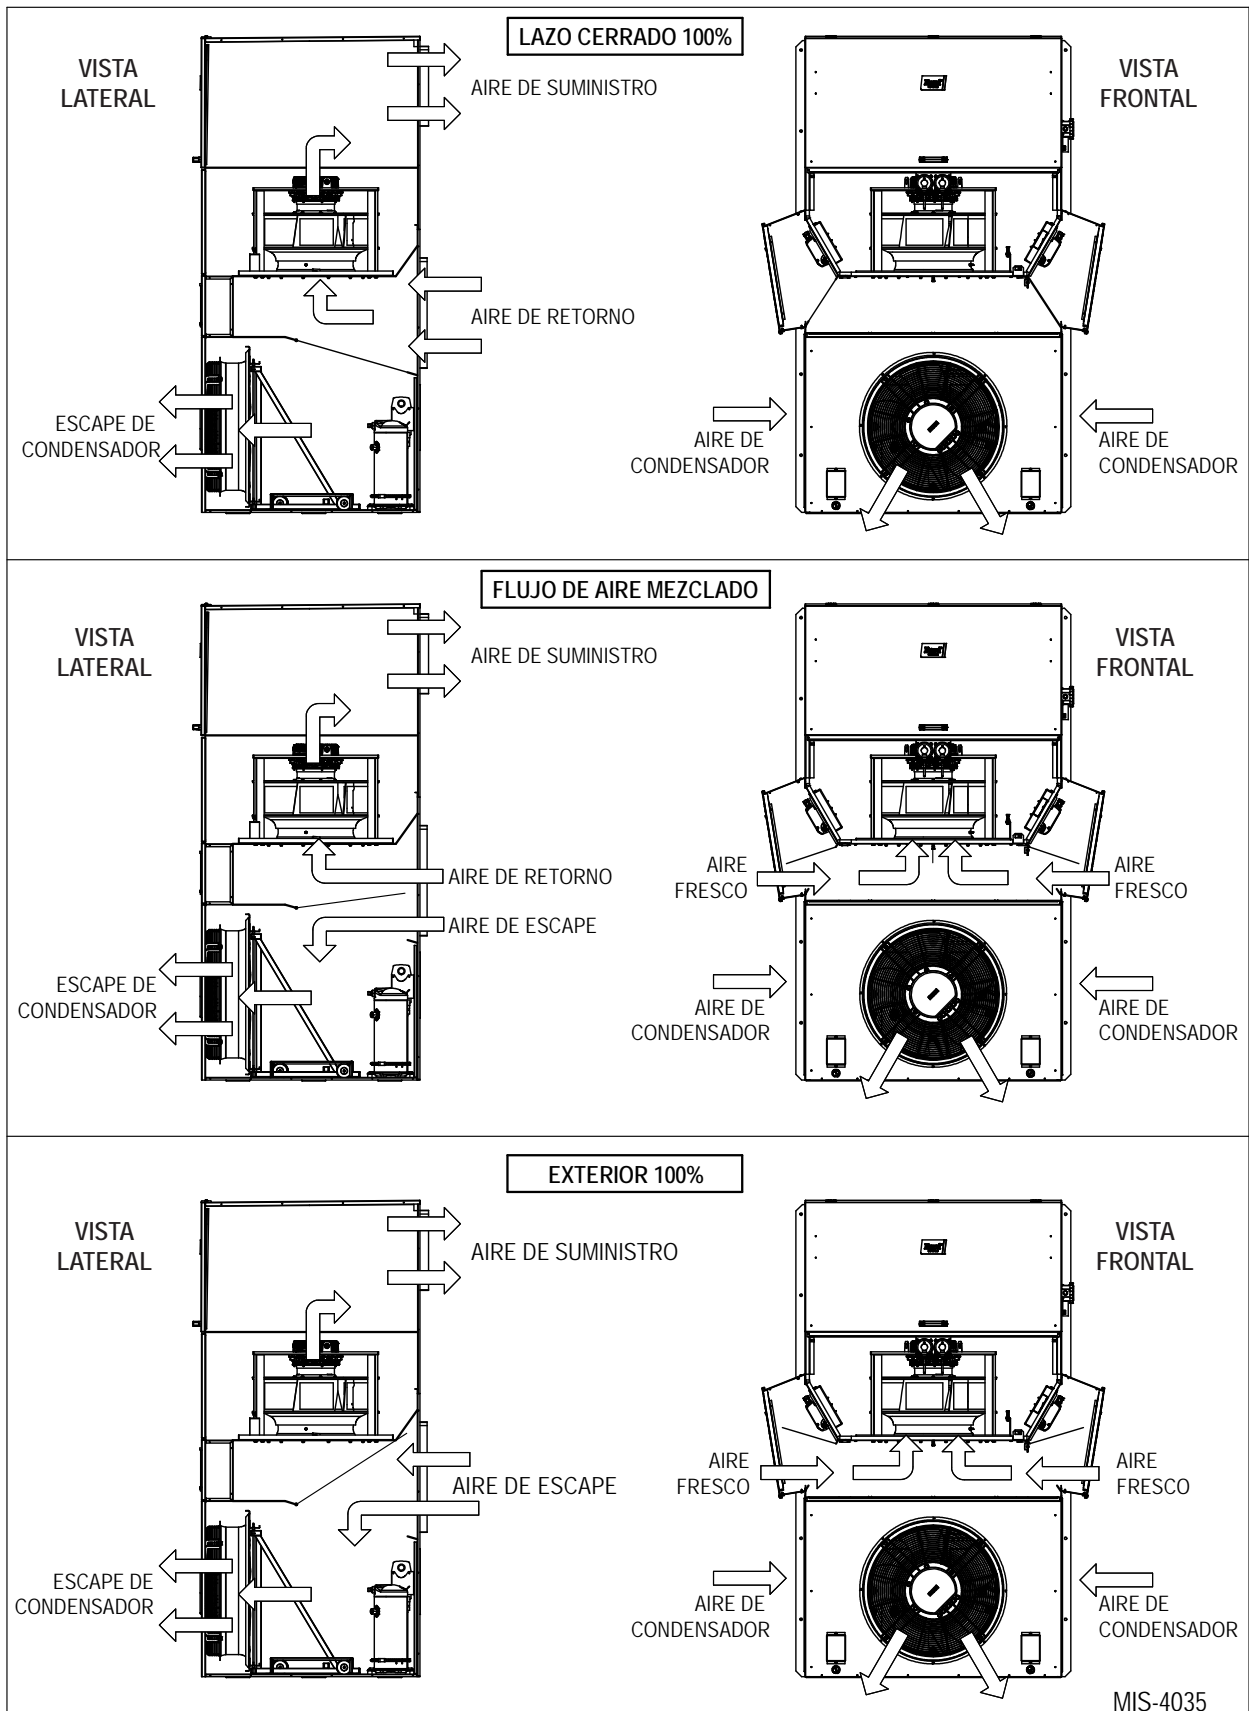 LAZO CERRADO 100%
VISTA
LATERAL
AIRE DE SUMINISTRO
VISTA
FRONTAL
AIRE DE RETORNO
ESCAPE DE
CONDENSADOR
AIRE DE
CONDENSADOR
AIRE DE
CONDENSADOR
FLUJO DE AIRE MEZCLADO
VISTA
LATERAL
AIRE DE SUMINISTRO
VISTA
FRONTAL
AIRE DE RETORNO
AIRE DE ESCAPE
ESCAPE DE
CONDENSADOR
AIRE
FRESCO
AIRE
FRESCO
AIRE DE
CONDENSADOR
AIRE DE
CONDENSADOR
EXTERIOR 100%
VISTA
LATERAL
AIRE DE SUMINISTRO
VISTA
FRONTAL
AIRE DE ESCAPE
ESCAPE DE
CONDENSADOR
AIRE
FRESCO
AIRE
FRESCO
AIRE DE
CONDENSADOR
AIRE DE
CONDENSADOR
MIS-4035